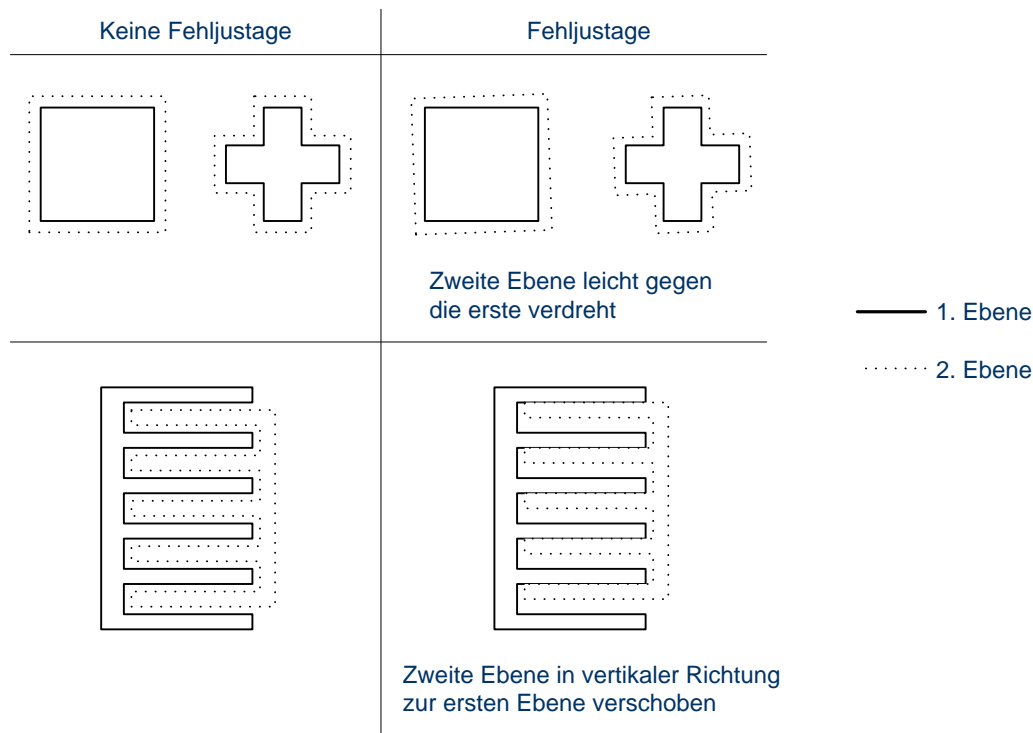 Keine Fehljustage
Fehljustage
Zweite Ebene leicht gegen
die erste verdreht
1. Ebene
2. Ebene
Zweite Ebene in vertikaler Richtung
zur ersten Ebene verschoben